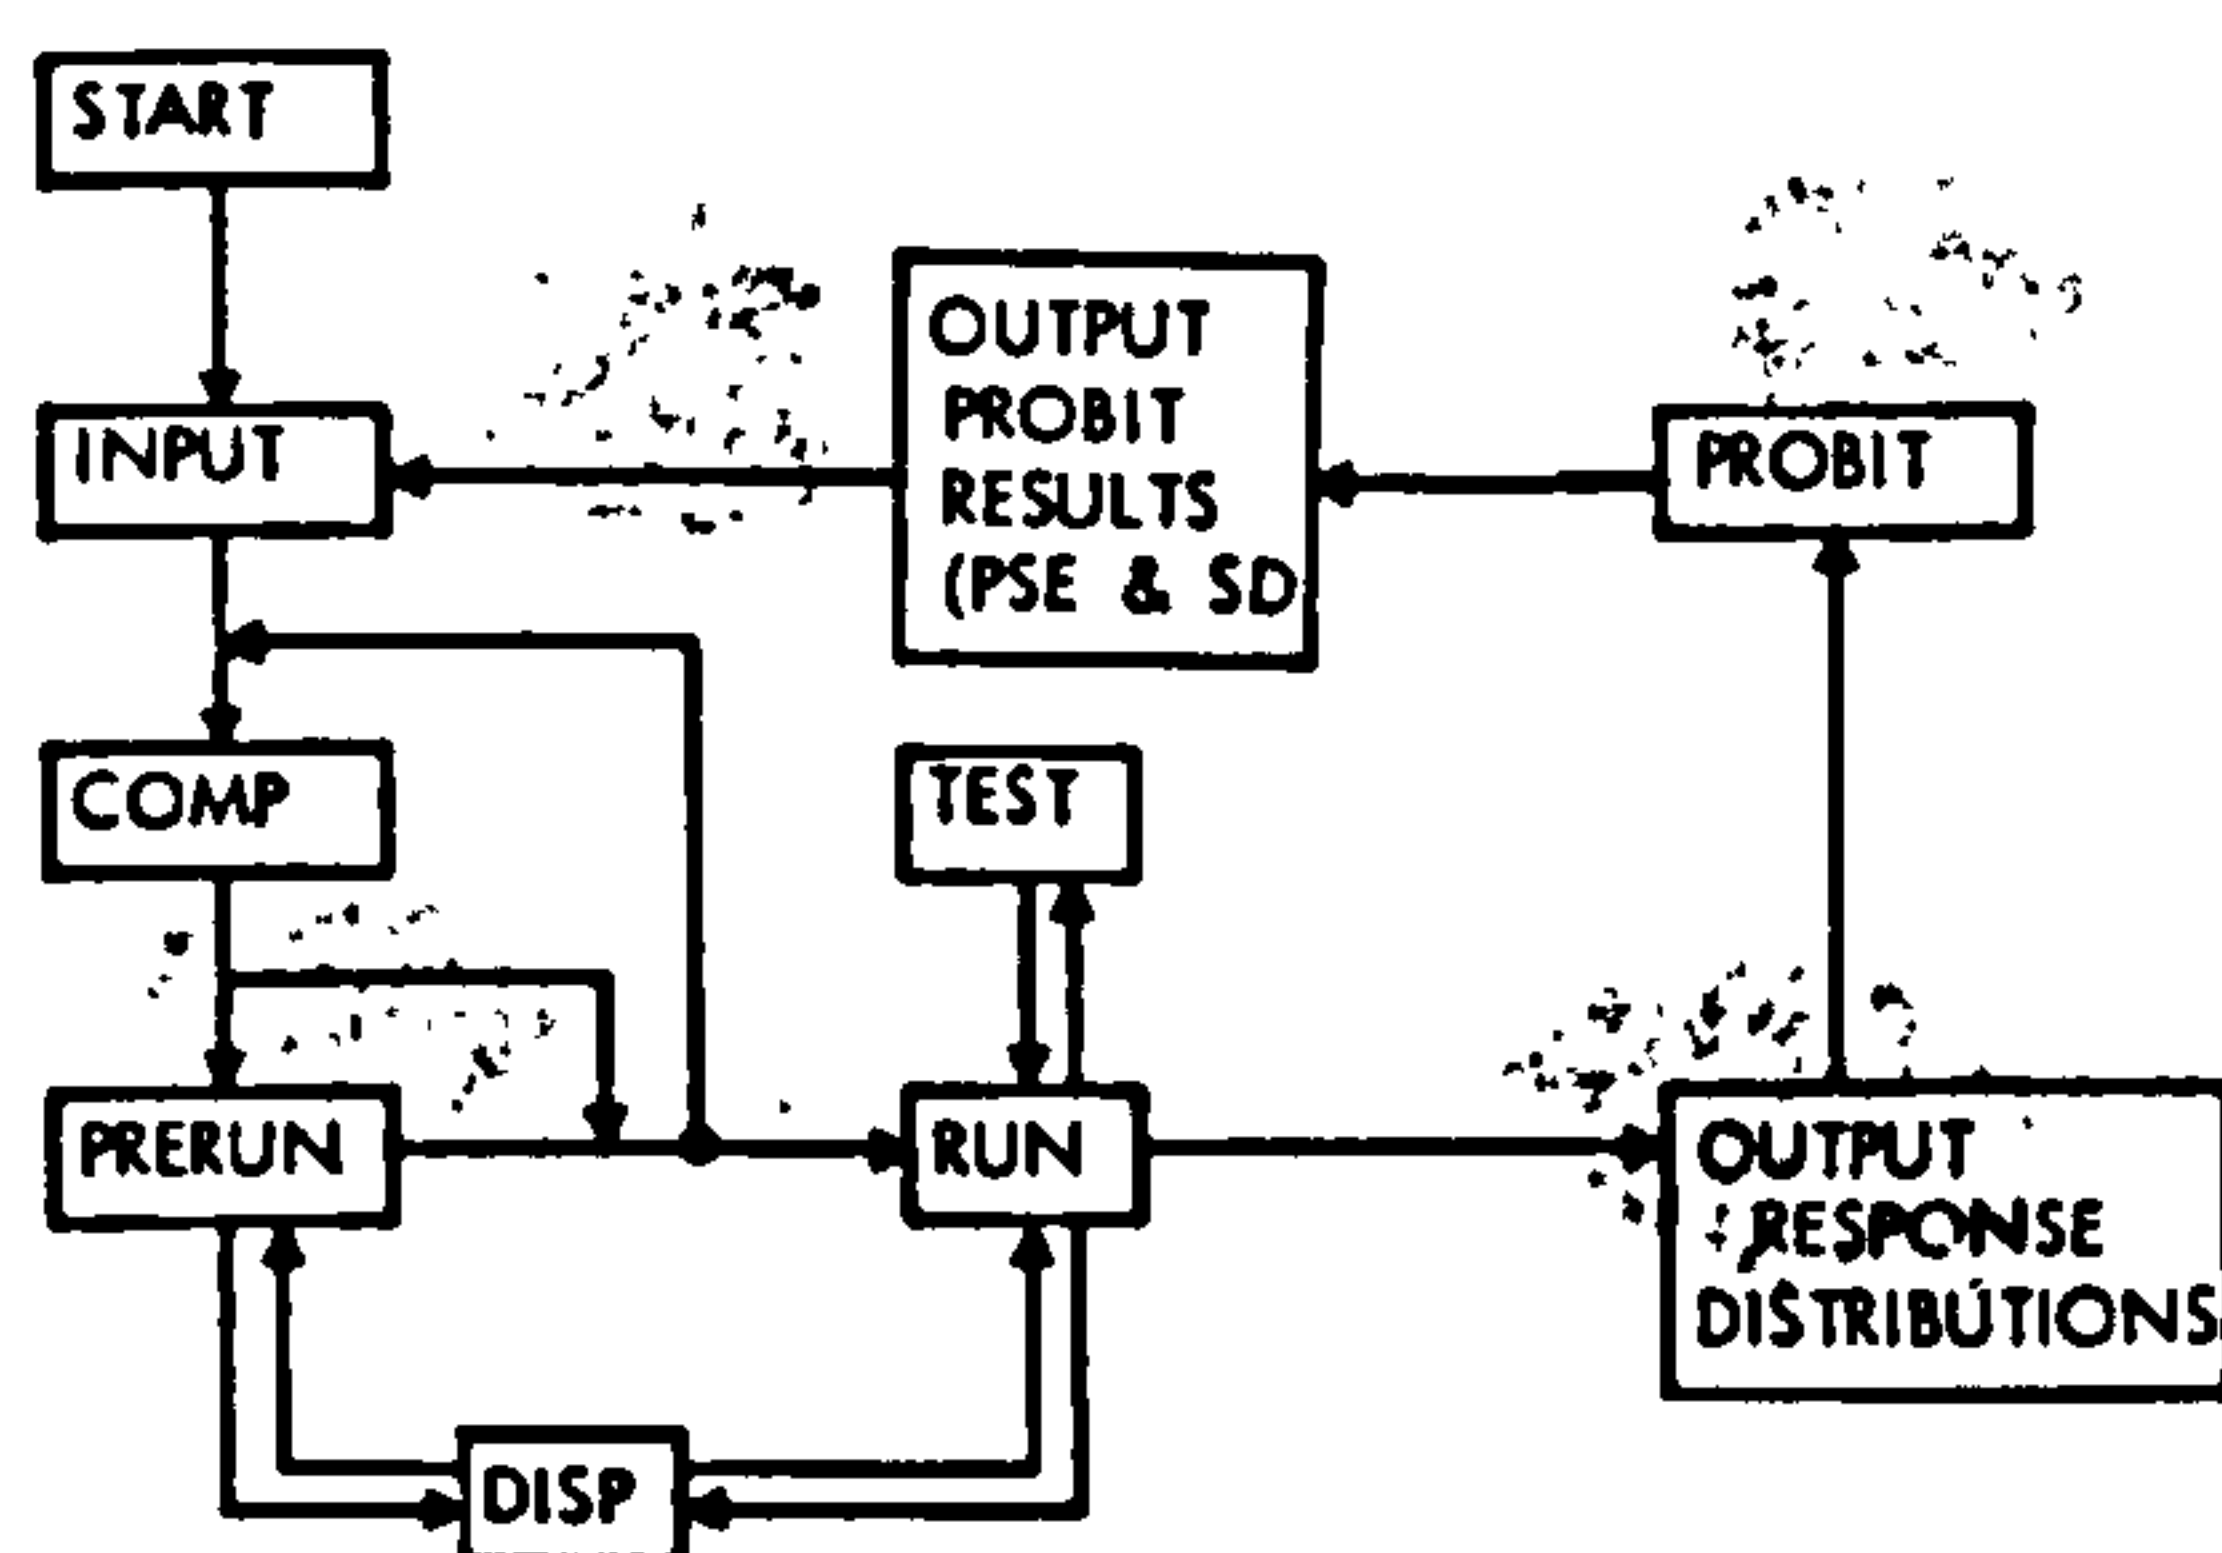 START
INPUT
OUTPUT
PROBIT
RESULTS
(PSE & SD
PROBIT
COMP
TEST
PRERUN
RUN
OUTPUT
RESPONSE
DISTRIBUTIONS
DISP